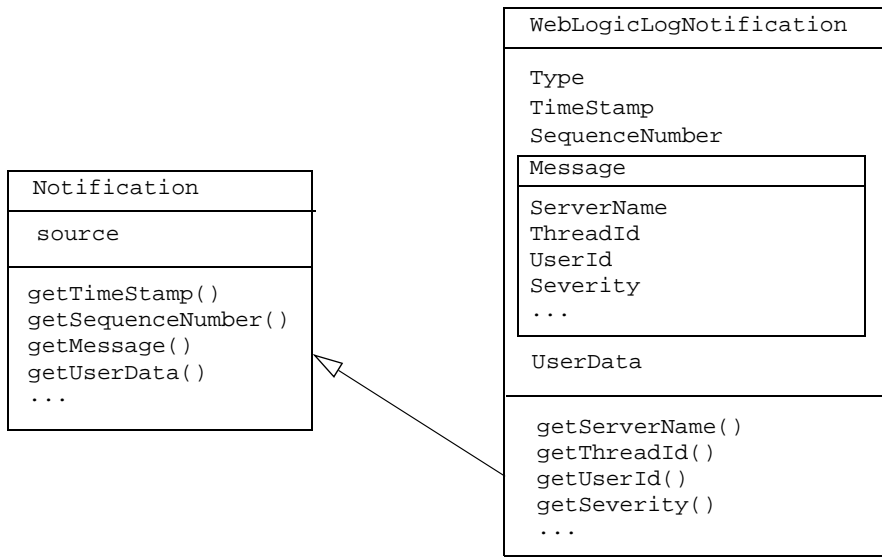 Notification
source
getTimeStamp()
getSequenceNumber()
getMessage()
getUserData()
...
WebLogicLogNotification
Type
TimeStamp
SequenceNumber
Message
ServerName
ThreadId
UserId
Severity
...
UserData
getServerName()
getThreadId()
getUserId()
getSeverity()
...